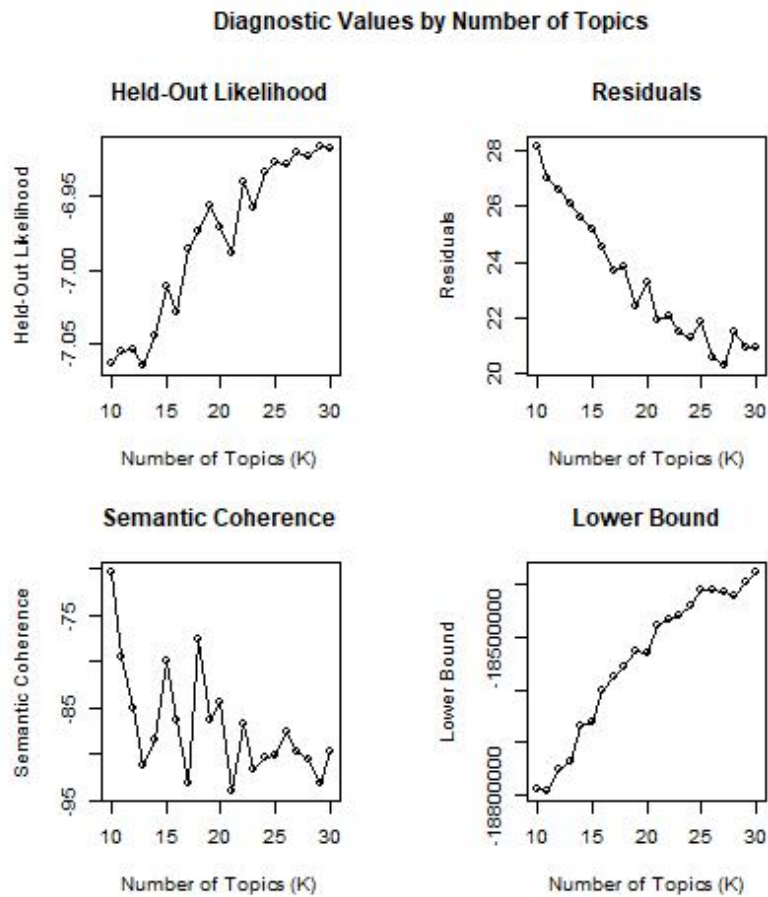 Diagnostic Values by Number of Topics
Held-Out Likelihood
Held-Out Likelihood
-6.95
-7.00
-7.05
10 15 20 25 30
Number of Topics (K)
Residuals
Residuals
28
26
24
22
20
10 15 20 25 30
Number of Topics (K)
Semantic Coherence
Semantic Coherence
-75
-85
-95
10 15 20 25 30
Number of Topics (K)
Lower Bound
Lower Bound
-18500000
-18800000
10 15 20 25 30
Number of Topics (K)